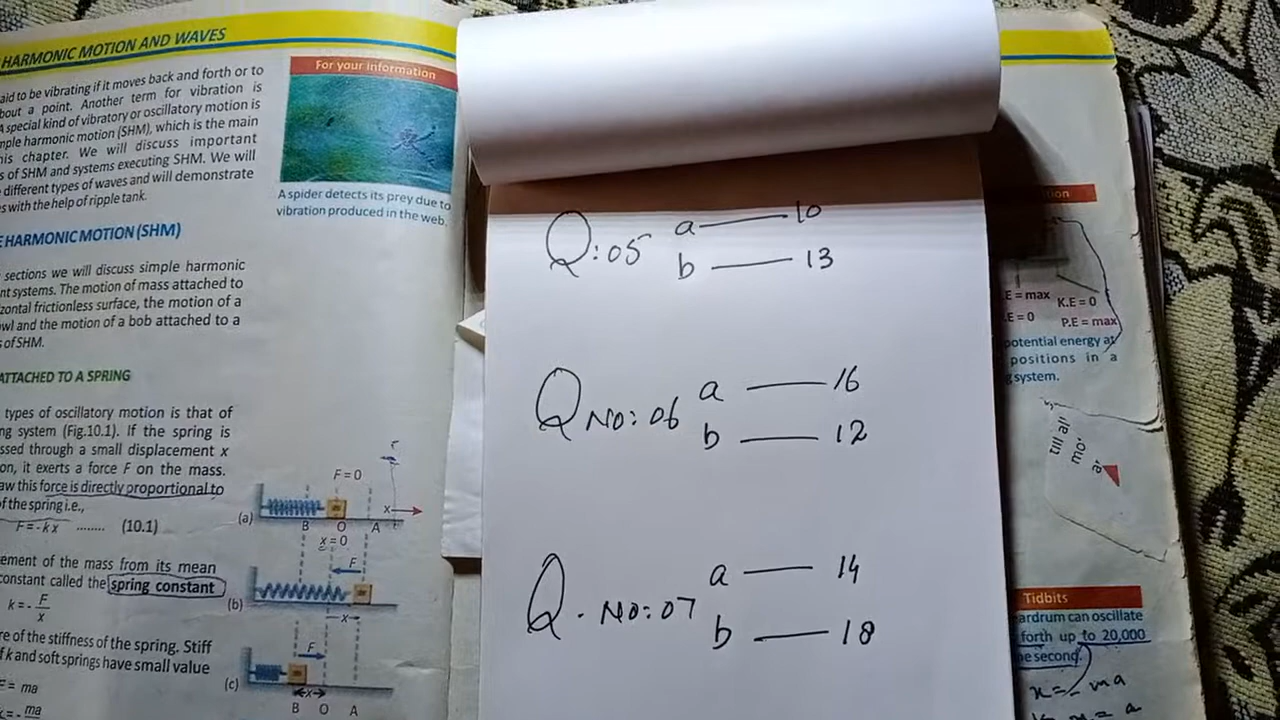 HARMONIC MOTION AND WAVES
aid to be vibrating if it moves back and forth or to
bout a point. Another term for vibration is
A special kind of vibratory or oscillatory motion is
mple harmonic motion (SHM), which is the main
his chapter. We will discuss important
s of SHM and systems executing SHM. We will
different types of waves and will demonstrate
s with the help of ripple tank.
For your information
A spider detects its prey due to
vibration produced in the web.
E HARMONIC MOTION (SHM)
sections we will discuss simple harmonic
nt systems. The motion of mass attached to
zontal frictionless surface, the motion of a
owl and the motion of a bob attached to a
of SHM.
ATTACHED TO A SPRING
types of oscillatory motion is that of
ng system (Fig.10.1). If the spring is
ssed through a small displacement x
on, it exerts a force F on the mass.
aw this force is directly proportional to
of the spring i.e.,
F = -kx ........ (10.1)
ement of the mass from its mean
constant called the spring constant
k = - F/x
re of the stiffness of the spring. Stiff
f k and soft springs have small value
F = ma
= - ma
F = 0
x
(a)
B O A
x = 0
F
(b)
x
F
(c)
x
B O A
Q:05 a — 10
b — 13
Q No:06 a — 16
b — 12
Q. No:07 a — 14
b — 18
tion
E = max K.E = 0
E = 0 P.E = max
potential energy at
positions in a
g system.
till all
mo
ar
Tidbits
ardrum can oscillate
forth up to 20,000
he second.
x = - ma